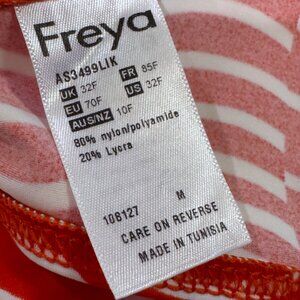 Freya
AS3499LIK
UK 32F FR 85F
EU 70F US 32F
AUS/NZ 10F
80% nylon/polyamide
20% Lycra
108127 M
CARE ON REVERSE
MADE IN TUNISIA